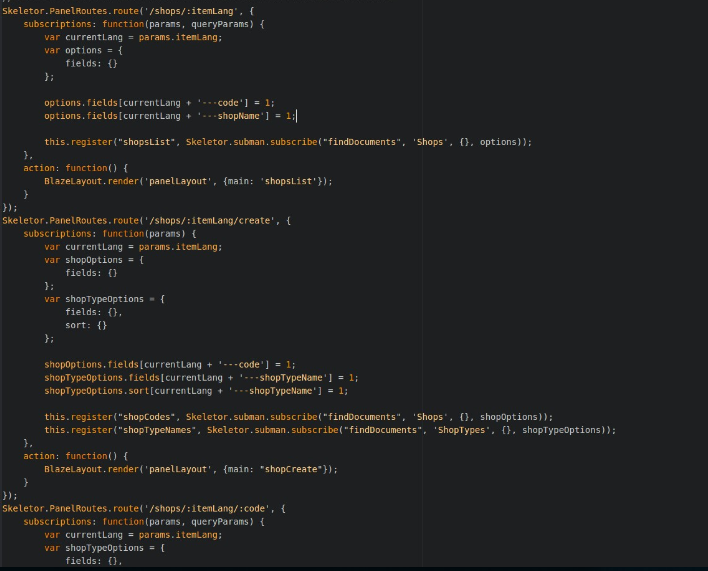 Skeletor.PanelRoutes.route('/shops/:itemLang', {
    subscriptions: function(params, queryParams) {
        var currentLang = params.itemLang;
        var options = {
            fields: {}
        };

        options.fields[currentLang + '---code'] = 1;
        options.fields[currentLang + '---shopName'] = 1;

        this.register("shopsList", Skeletor.subman.subscribe("findDocuments", 'Shops', {}, options));
    },
    action: function() {
        BlazeLayout.render('panelLayout', {main: 'shopsList'});
    }
});
Skeletor.PanelRoutes.route('/shops/:itemLang/create', {
    subscriptions: function(params) {
        var currentLang = params.itemLang;
        var shopOptions = {
            fields: {}
        };
        var shopTypeOptions = {
            fields: {},
            sort: {}
        };

        shopOptions.fields[currentLang + '---code'] = 1;
        shopTypeOptions.fields[currentLang + '---shopTypeName'] = 1;
        shopTypeOptions.sort[currentLang + '---shopTypeName'] = 1;

        this.register("shopCodes", Skeletor.subman.subscribe("findDocuments", 'Shops', {}, shopOptions));
        this.register("shopTypeNames", Skeletor.subman.subscribe("findDocuments", 'ShopTypes', {}, shopTypeOptions));
    },
    action: function() {
        BlazeLayout.render('panelLayout', {main: "shopCreate"});
    }
});
Skeletor.PanelRoutes.route('/shops/:itemLang/:code', {
    subscriptions: function(params, queryParams) {
        var currentLang = params.itemLang;
        var shopTypeOptions = {
            fields: {},